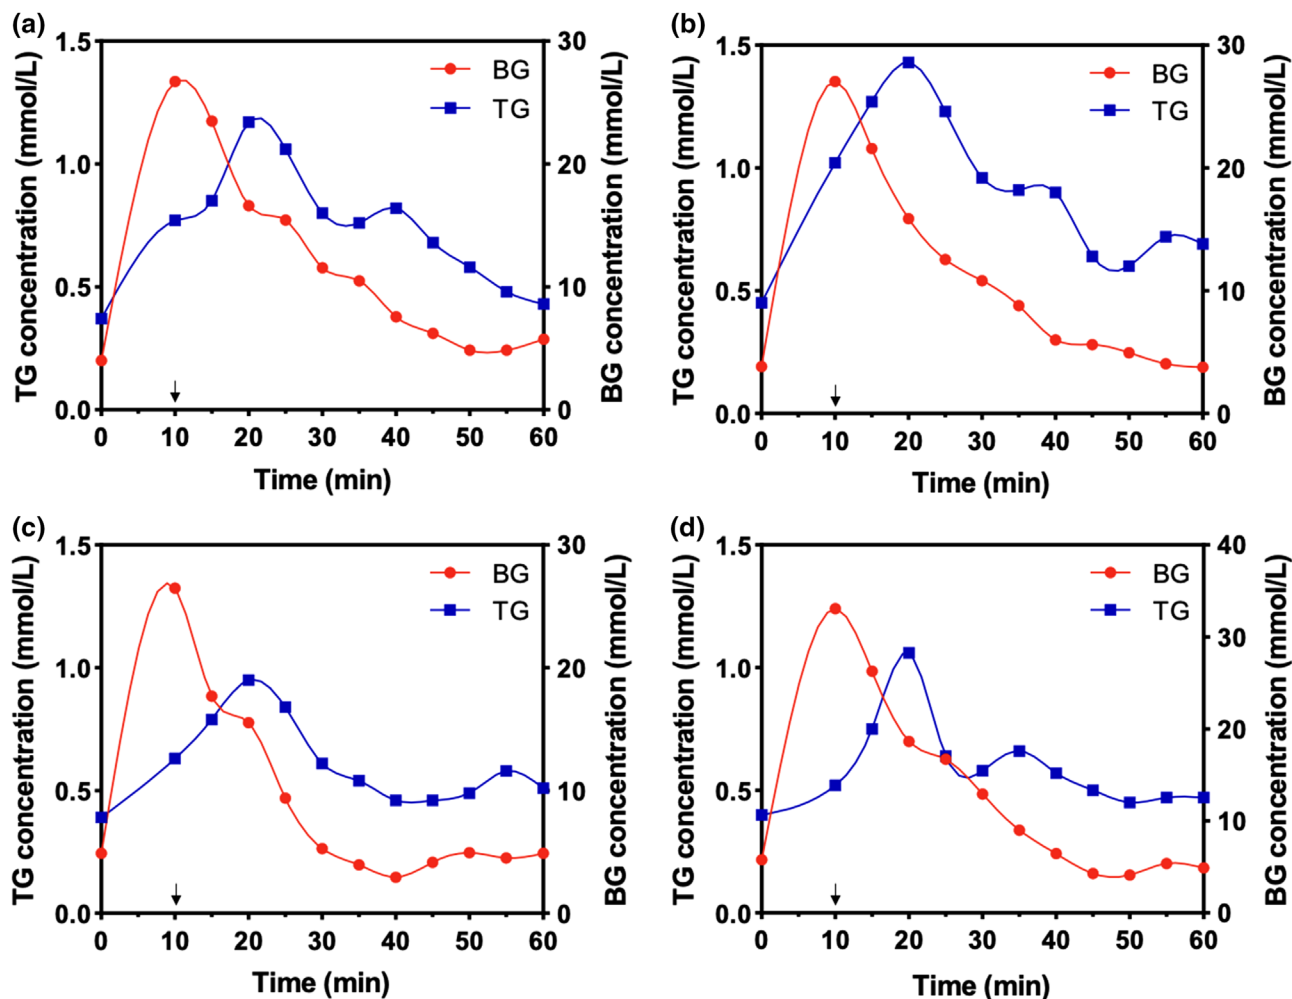 (a)
BG
TG
TG concentration (mmol/L)
1.5
1.0
0.5
0.0
BG concentration (mmol/L)
30
20
10
0
0 10 20 30 40 50 60
Time (min)
(b)
BG
TG
TG concentration (mmol/L)
1.5
1.0
0.5
0.0
BG concentration (mmol/L)
30
20
10
0
0 10 20 30 40 50 60
Time (min)
(c)
BG
TG
TG concentration (mmol/L)
1.5
1.0
0.5
0.0
BG concentration (mmol/L)
30
20
10
0
0 10 20 30 40 50 60
Time (min)
(d)
BG
TG
TG concentration (mmol/L)
1.5
1.0
0.5
0.0
BG concentration (mmol/L)
40
30
20
10
0
0 10 20 30 40 50 60
Time (min)